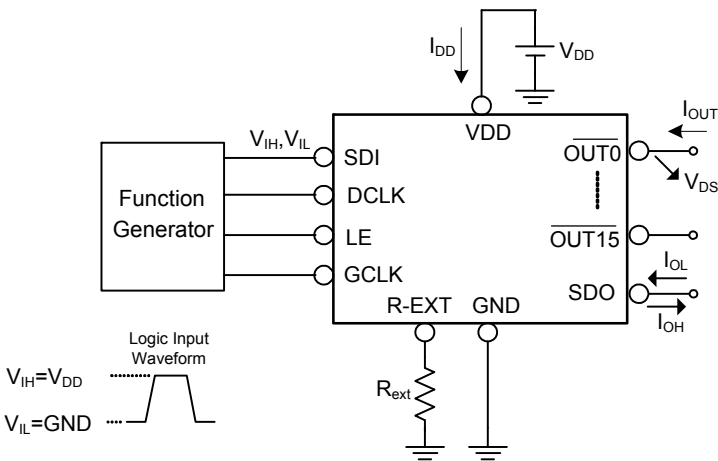 I_DD
V_DD
VDD
I_OUT
V_IH,V_IL
SDI
OUT0
V_DS
Function
Generator
DCLK
LE
OUT15
GCLK
I_OL
SDO
R-EXT GND
I_OH
Logic Input
Waveform
V_IH=V_DD
R_ext
V_IL=GND